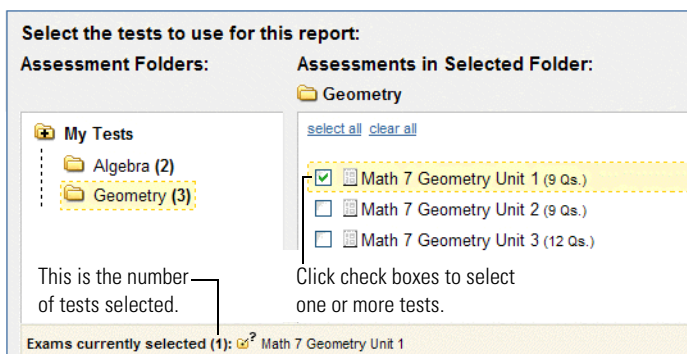 Select the tests to use for this report:
Assessment Folders:
Assessments in Selected Folder:
Geometry
My Tests
Algebra (2)
Geometry (3)
select all clear all
Math 7 Geometry Unit 1 (9 Qs.)
Math 7 Geometry Unit 2 (9 Qs.)
Math 7 Geometry Unit 3 (12 Qs.)
This is the number
of tests selected.
Click check boxes to select
one or more tests.
Exams currently selected (1): ? Math 7 Geometry Unit 1